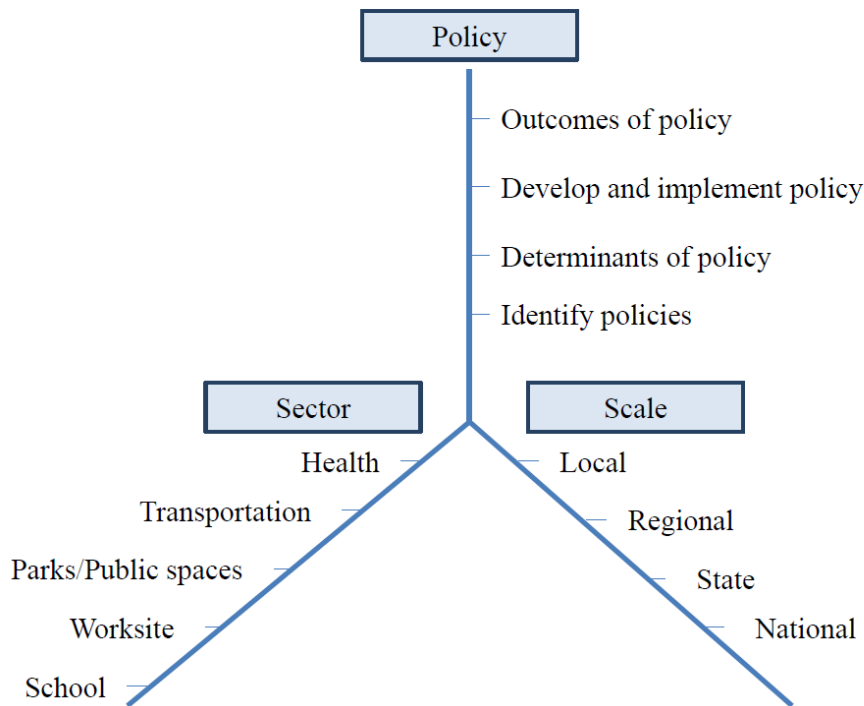 Policy
Outcomes of policy
Develop and implement policy
Determinants of policy
Identify policies
Sector
Scale
Health
Local
Transportation
Regional
Parks/Public spaces
State
Worksite
National
School